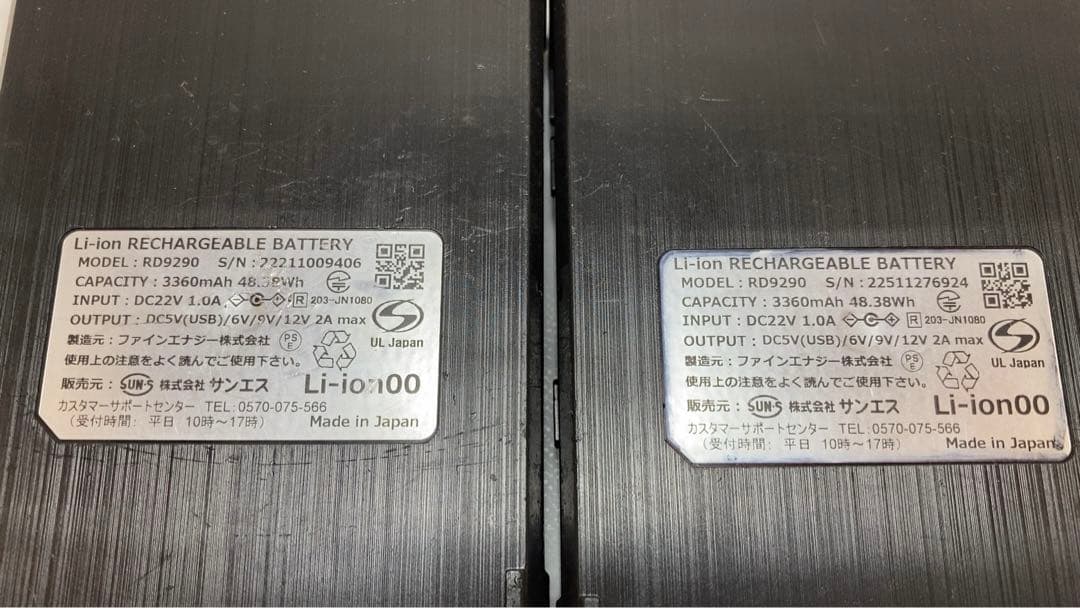 Li-ion RECHARGEABLE BATTERY
MODEL : RD9290 S/N : 22211009406
CAPACITY : 3360mAh 48.38Wh
INPUT : DC22V 1.0A R 203-JN1080
OUTPUT : DC5V(USB)/6V/9V/12V 2A max
UL Japan
製造元 : ファインエナジー株式会社 PSE
使用上の注意をよく読んでご使用下さい。
販売元 : SUN-S 株式会社 サンエス Li-ion00
カスタマーサポートセンター TEL:0570-075-566
(受付時間: 平日 10時~17時) Made in Japan
Li-ion RECHARGEABLE BATTERY
MODEL : RD9290 S/N : 22511276924
CAPACITY : 3360mAh 48.38Wh
INPUT : DC22V 1.0A R 203-JN1080
OUTPUT : DC5V(USB)/6V/9V/12V 2A max
UL Japan
製造元 : ファインエナジー株式会社 PSE
使用上の注意をよく読んでご使用下さい。
販売元 : SUN-S 株式会社 サンエス Li-ion00
カスタマーサポートセンター TEL:0570-075-566
(受付時間: 平日 10時~17時) Made in Japan